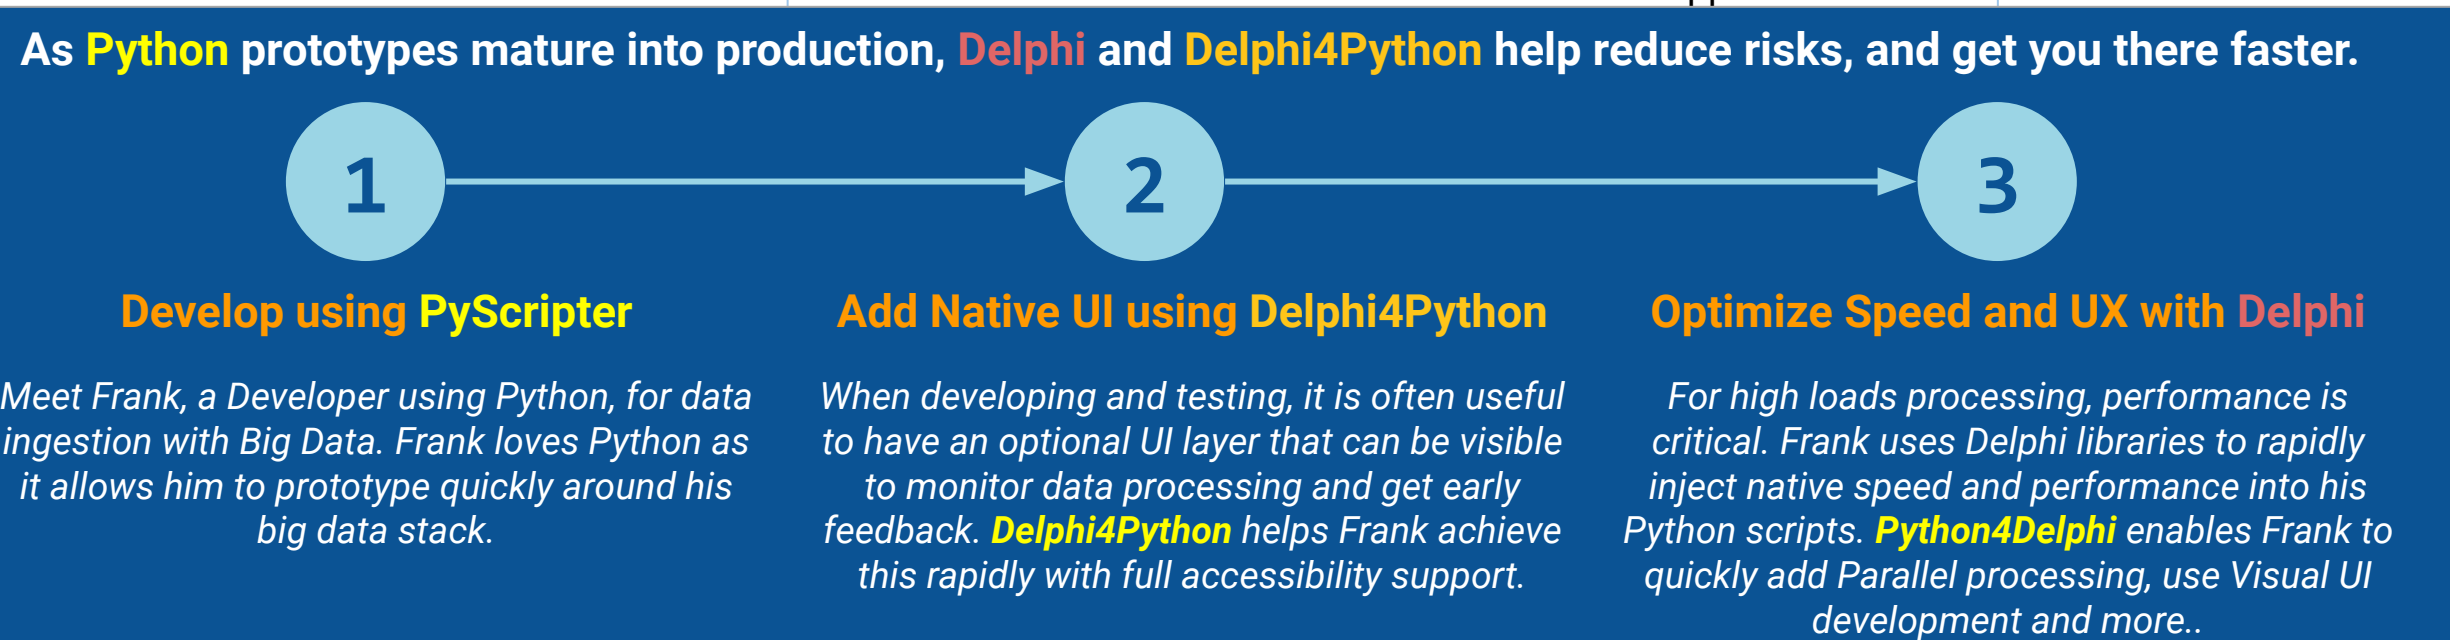 As Python prototypes mature into production, Delphi and Delphi4Python help reduce risks, and get you there faster.
1
2
3
Develop using PyScripter
Meet Frank, a Developer using Python, for data
ingestion with Big Data. Frank loves Python as
it allows him to prototype quickly around his
big data stack.
Add Native UI using Delphi4Python
When developing and testing, it is often useful
to have an optional UI layer that can be visible
to monitor data processing and get early
feedback. Delphi4Python helps Frank achieve
this rapidly with full accessibility support.
Optimize Speed and UX with Delphi
For high loads processing, performance is
critical. Frank uses Delphi libraries to rapidly
inject native speed and performance into his
Python scripts. Python4Delphi enables Frank to
quickly add Parallel processing, use Visual UI
development and more..